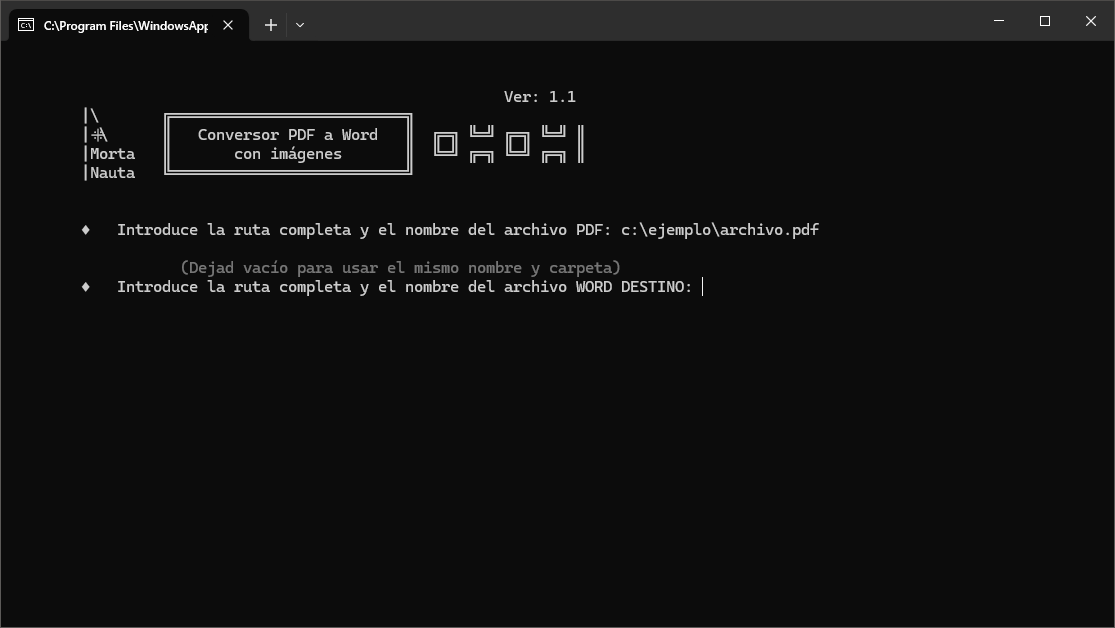 C:\Program Files\WindowsApp
Ver: 1.1
Conversor PDF a Word
con imágenes
Morta
Nauta
♦ Introduce la ruta completa y el nombre del archivo PDF: c:\ejemplo\archivo.pdf
(Dejad vacío para usar el mismo nombre y carpeta)
♦ Introduce la ruta completa y el nombre del archivo WORD DESTINO: